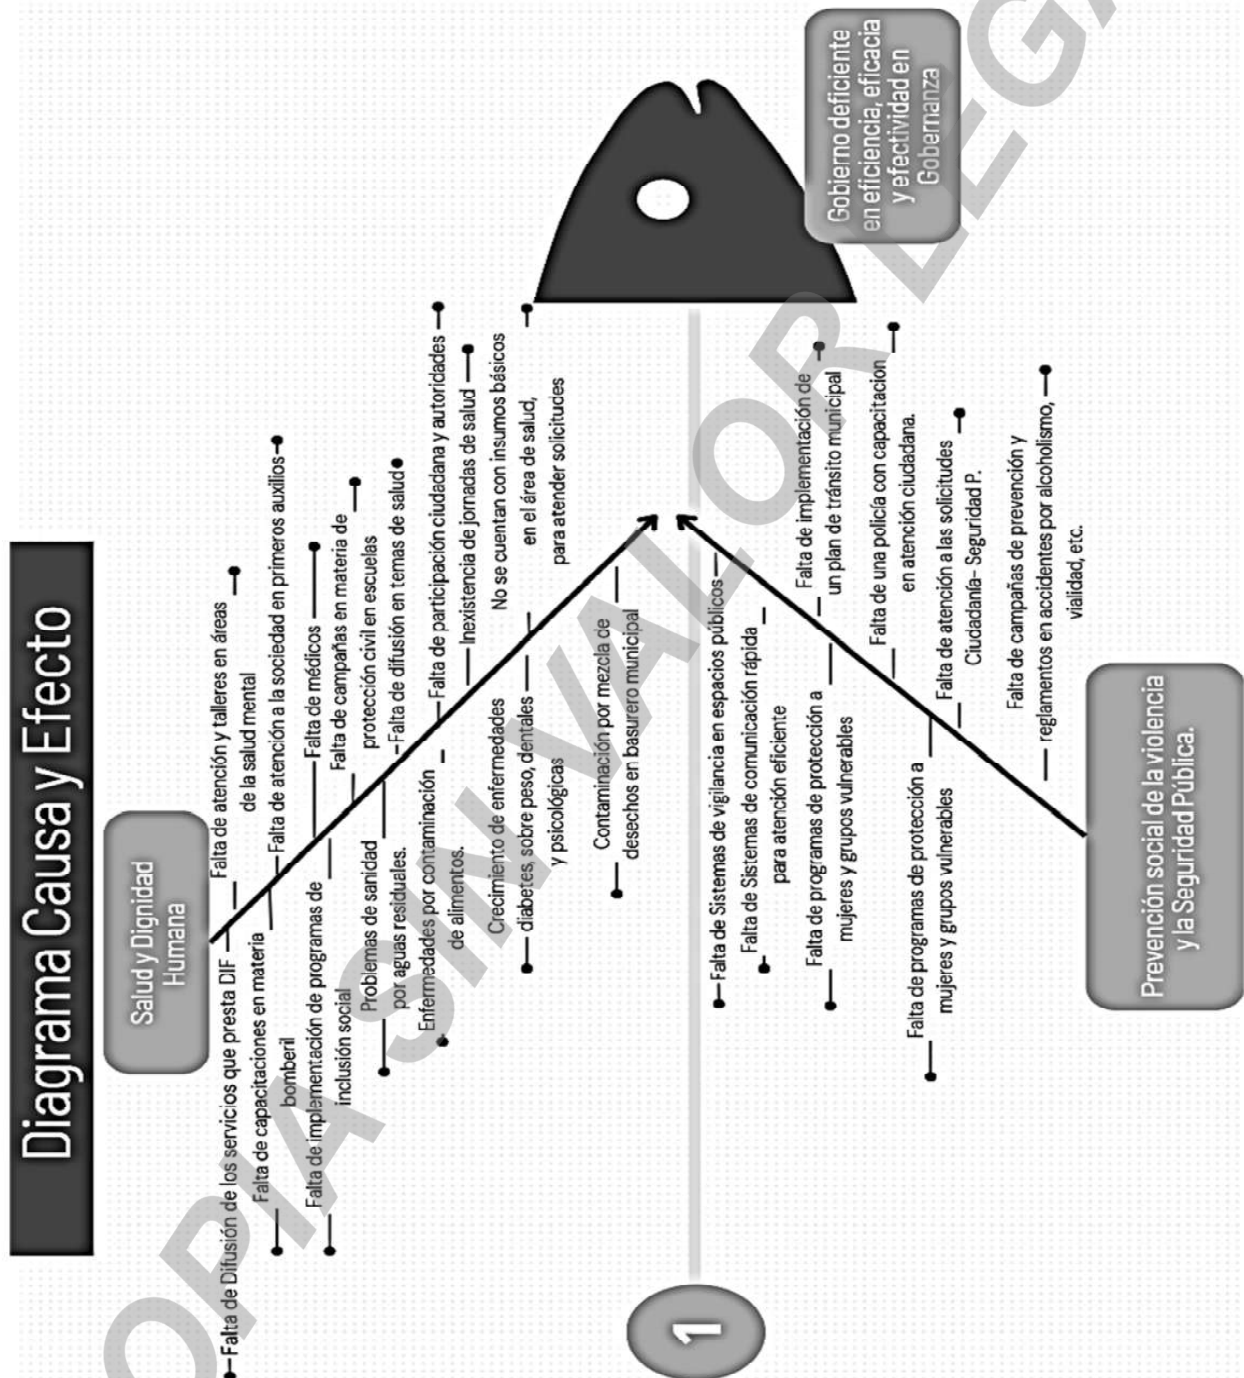 Diagrama Causa y Efecto
Salud y Dignidad
Humana
Falta de Difusión de los servicios que presta DIF
Falta de capacitaciones en materia
bomberil
Falta de implementación de programas de
inclusión social
Problemas de sanidad
por aguas residuales.
Enfermedades por contaminación
de alimentos.
Crecimiento de enfermedades
diabetes, sobre peso, dentales
y psicológicas
Contaminación por mezcla de
desechos en basurero municipal
Falta de atención y talleres en áreas
de la salud mental
Falta de atención a la sociedad en primeros auxilios
Falta de médicos
Falta de campañas en materia de
protección civil en escuelas
Falta de difusión en temas de salud
Falta de participación ciudadana y autoridades
Inexistencia de jornadas de salud
No se cuentan con insumos básicos
en el área de salud,
para atender solicitudes
1
Gobierno deficiente
en eficiencia, eficacia
y efectividad en
Gobernanza
Falta de Sistemas de vigilancia en espacios públicos
Falta de Sistemas de comunicación rápida
para atención eficiente
Falta de programas de protección a
mujeres y grupos vulnerables
Falta de programas de protección a
mujeres y grupos vulnerables
Falta de implementación de
un plan de tránsito municipal
Falta de una policía con capacitacion
en atención ciudadana.
Falta de atención a las solicitudes
Ciudadanía- Seguridad P.
Falta de campañas de prevención y
reglamentos en accidentes por alcoholismo,
vialidad, etc.
Prevención social de la violencia
y la Seguridad Pública.
OPIA SIN VALOR LEGA